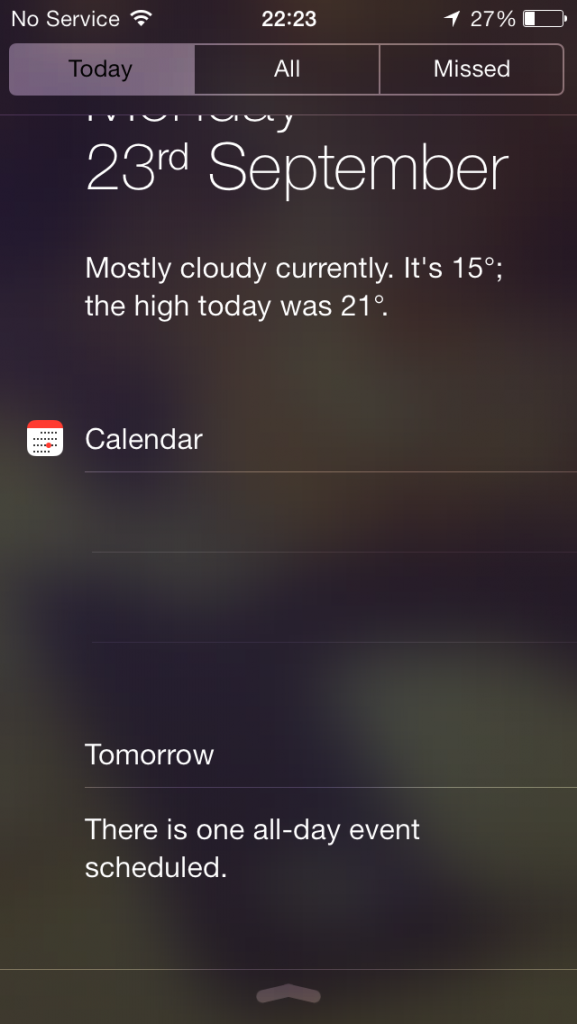 No Service 22:23 27%
Today All Missed
Monday
23rd September
Mostly cloudy currently. It's 15°;
the high today was 21°.
Calendar
Tomorrow
There is one all-day event
scheduled.